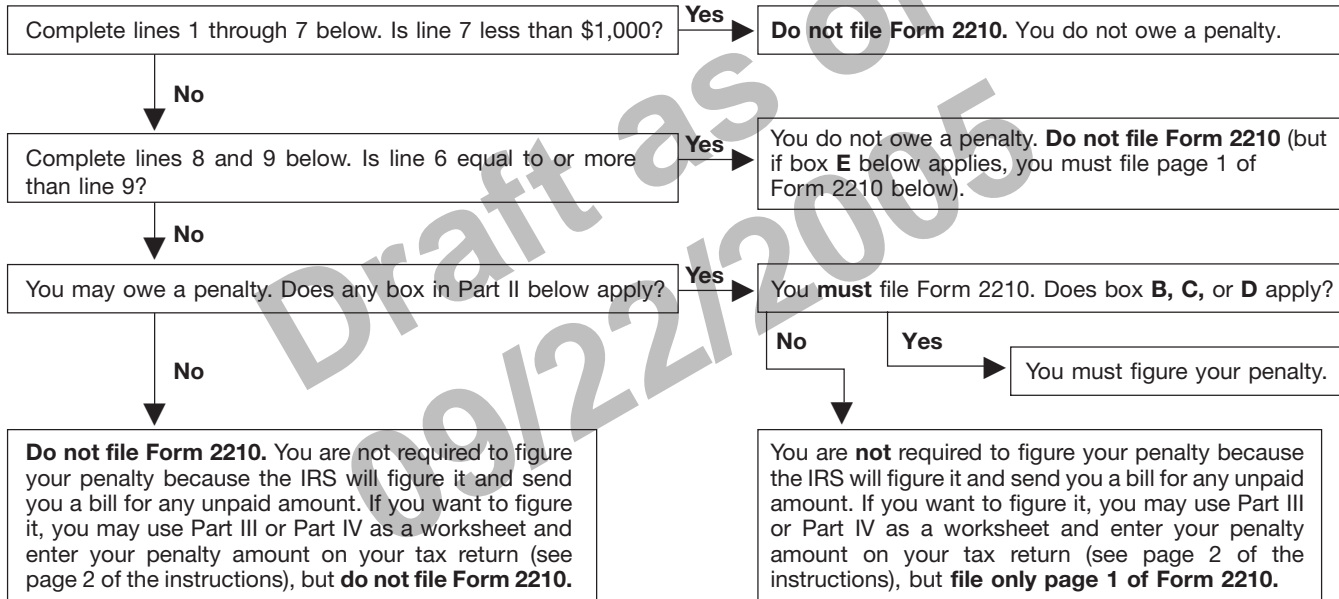 Complete lines 1 through 7 below. Is line 7 less than $1,000?
Yes
Do not file Form 2210. You do not owe a penalty.
No
Complete lines 8 and 9 below. Is line 6 equal to or more
than line 9?
Yes
You do not owe a penalty. Do not file Form 2210 (but
if box E below applies, you must file page 1 of
Form 2210 below).
No
You may owe a penalty. Does any box in Part II below apply?
Yes
You must file Form 2210. Does box B, C, or D apply?
No
Yes
You must figure your penalty.
No
Do not file Form 2210. You are not required to figure
your penalty because the IRS will figure it and send
you a bill for any unpaid amount. If you want to figure
it, you may use Part III or Part IV as a worksheet and
enter your penalty amount on your tax return (see
page 2 of the instructions), but do not file Form 2210.
You are not required to figure your penalty because
the IRS will figure it and send you a bill for any unpaid
amount. If you want to figure it, you may use Part III
or Part IV as a worksheet and enter your penalty
amount on your tax return (see page 2 of the
instructions), but file only page 1 of Form 2210.
Draft as of
09/22/2005